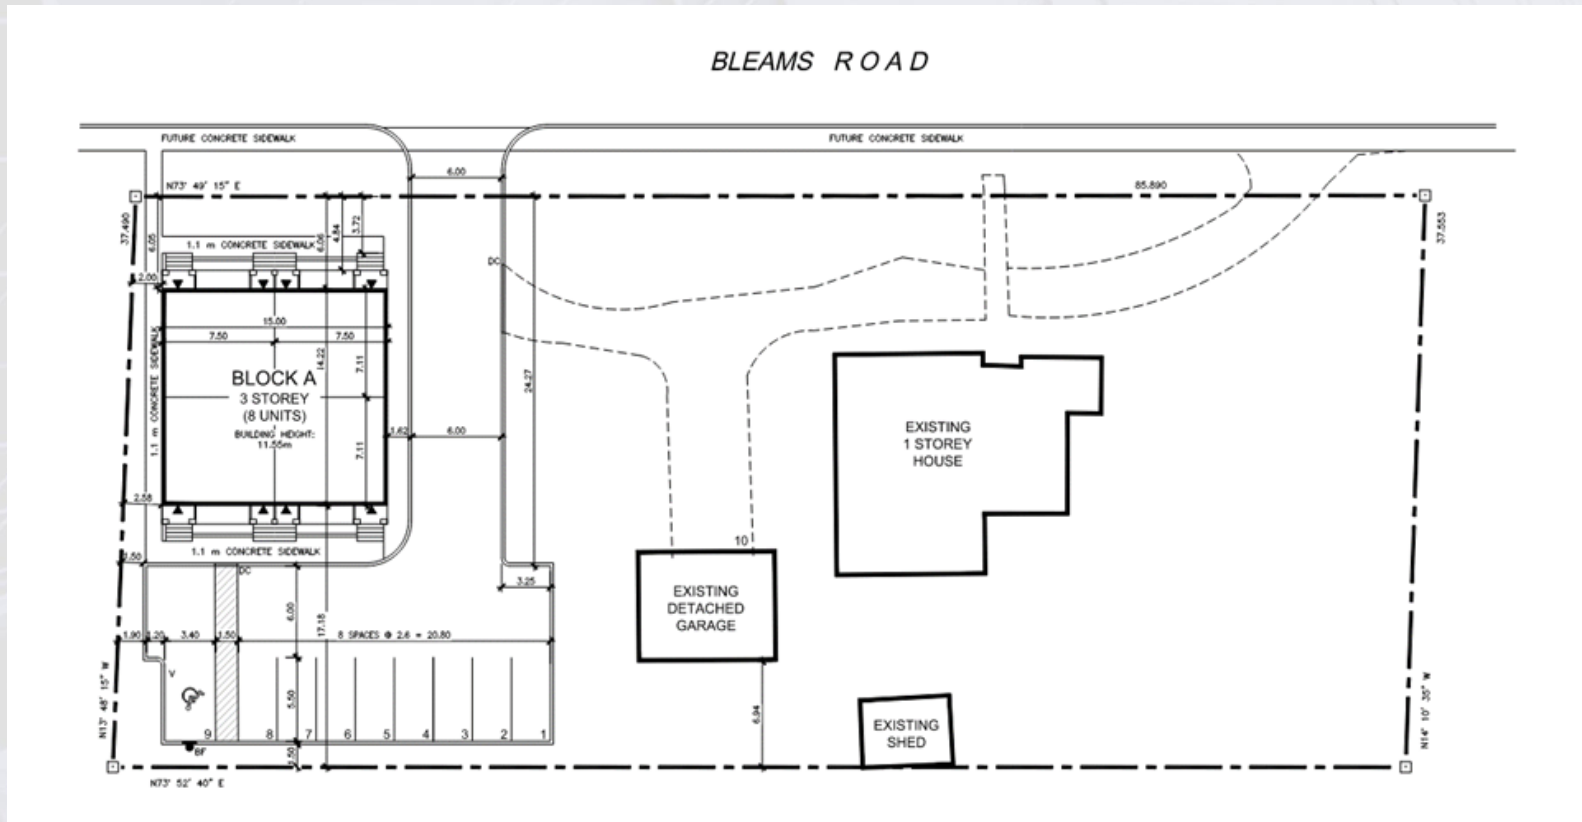 BLEAMS ROAD
FUTURE CONCRETE SIDEWALK
FUTURE CONCRETE SIDEWALK
6.00
N73° 49' 15" E
85.890
37.490
6.05
6.06
4.84
3.72
37.553
1.1 m CONCRETE SIDEWALK
DC
2.00
15.00
7.50
7.50
1.1 m CONCRETE SIDEWALK
14.22
7.11
24.27
BLOCK A
3 STOREY
(8 UNITS)
BUILDING HEIGHT:
11.55m
1.62
6.00
7.11
EXISTING
1 STOREY
HOUSE
2.58
1.1 m CONCRETE SIDEWALK
10
1.50
DC
3.25
EXISTING
DETACHED
GARAGE
6.00
17.18
1.90
1.20
3.40
1.50
8 SPACES @ 2.6 = 20.80
N13° 48' 15" W
V
5.50
6.94
N14° 10' 35" W
9
8
7
6
5
4
3
2
1
BF
1.50
EXISTING
SHED
N73° 52' 40" E